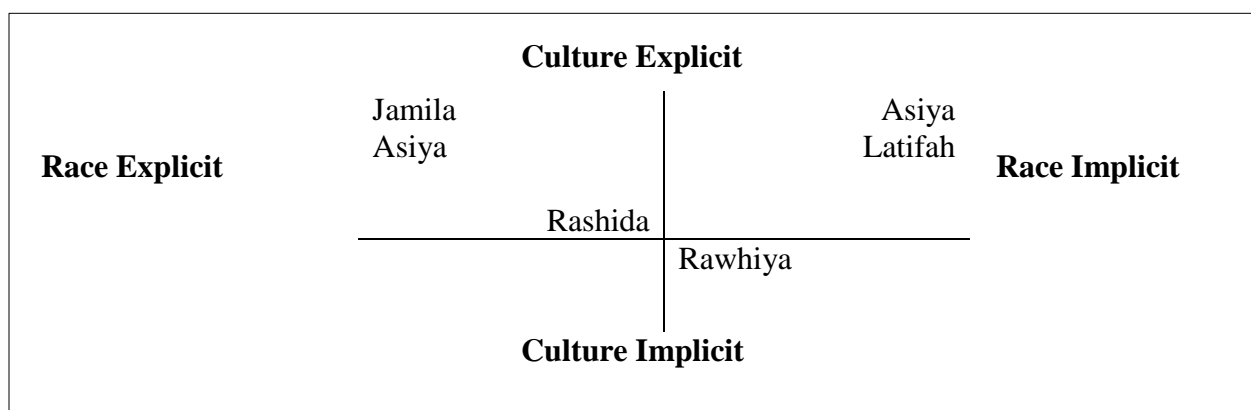 Culture Explicit
Jamila Asiya
Asiya Latifah
Race Explicit Race Implicit
Rashida
Rawhiya
Culture Implicit